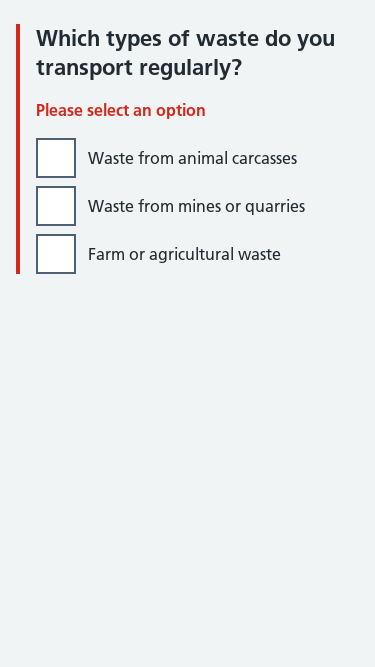 Which types of waste do you
transport regularly?
Please select an option
Waste from animal carcasses
Waste from mines or quarries
Farm or agricultural waste